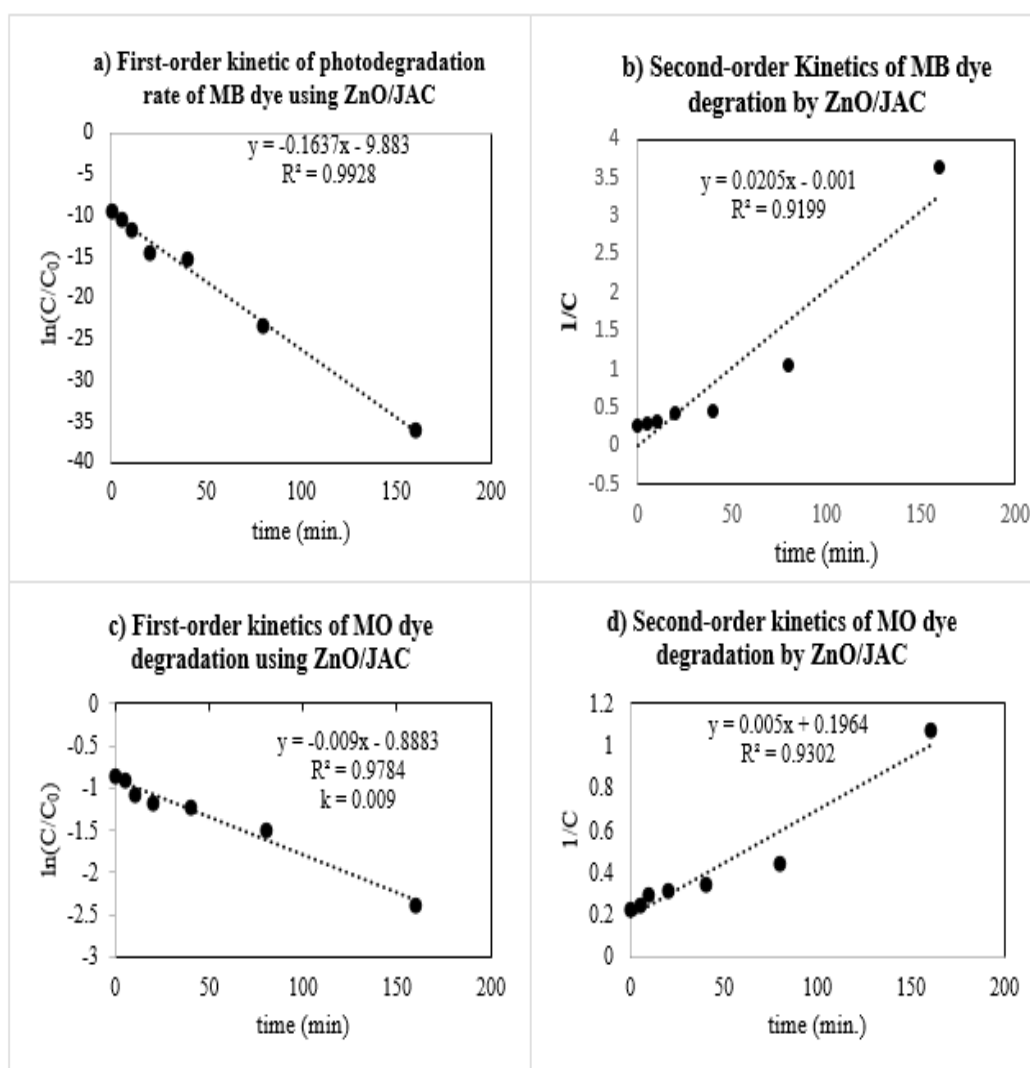 a) First-order kinetic of photodegradation
rate of MB dye using ZnO/JAC
y = -0.1637x - 9.883
R² = 0.9928
0
-5
-10
-15
-20
-25
-30
-35
-40
ln(C/C₀)
0 50 100 150 200
time (min.)
b) Second-order Kinetics of MB dye
degration by ZnO/JAC
y = 0.0205x - 0.001
R² = 0.9199
4
3.5
3
2.5
2
1.5
1
0.5
0
-0.5
1/C
0 50 100 150 200
time (min.)
c) First-order kinetics of MO dye
degradation using ZnO/JAC
y = -0.009x - 0.8883
R² = 0.9784
k = 0.009
0
-0.5
-1
-1.5
-2
-2.5
-3
ln(C/C₀)
0 50 100 150 200
time (min)
d) Second-order kinetics of MO dye
degradation by ZnO/JAC
y = 0.005x + 0.1964
R² = 0.9302
1.2
1
0.8
0.6
0.4
0.2
0
1/C
0 50 100 150 200
time (min.)